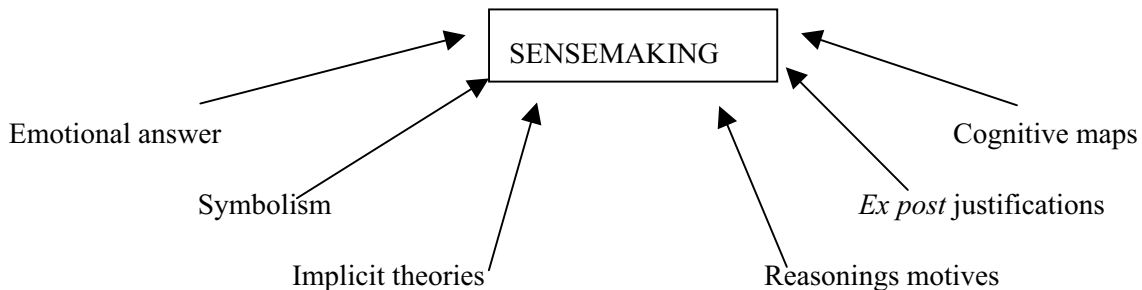 SENSEMAKING
Emotional answer
Cognitive maps
Symbolism
Ex post justifications
Implicit theories
Reasonings motives